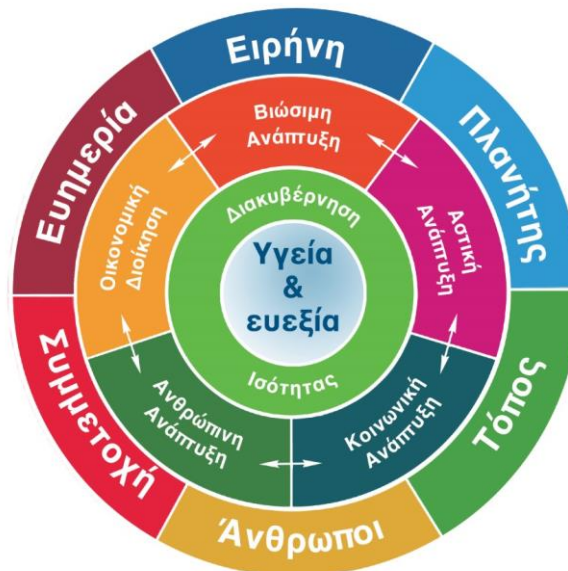 Ειρήνη
Πλανήτης
Τόπος
Άνθρωποι
Συμμετοχή
Ευημερία
Βιώσιμη
Ανάπτυξη
Αστική
Ανάπτυξη
Κοινωνική
Ανάπτυξη
Ανθρώπινη
Ανάπτυξη
Οικονομική
Διοίκηση
Διακυβέρνηση
Ισότητας
Υγεία
&
ευεξία